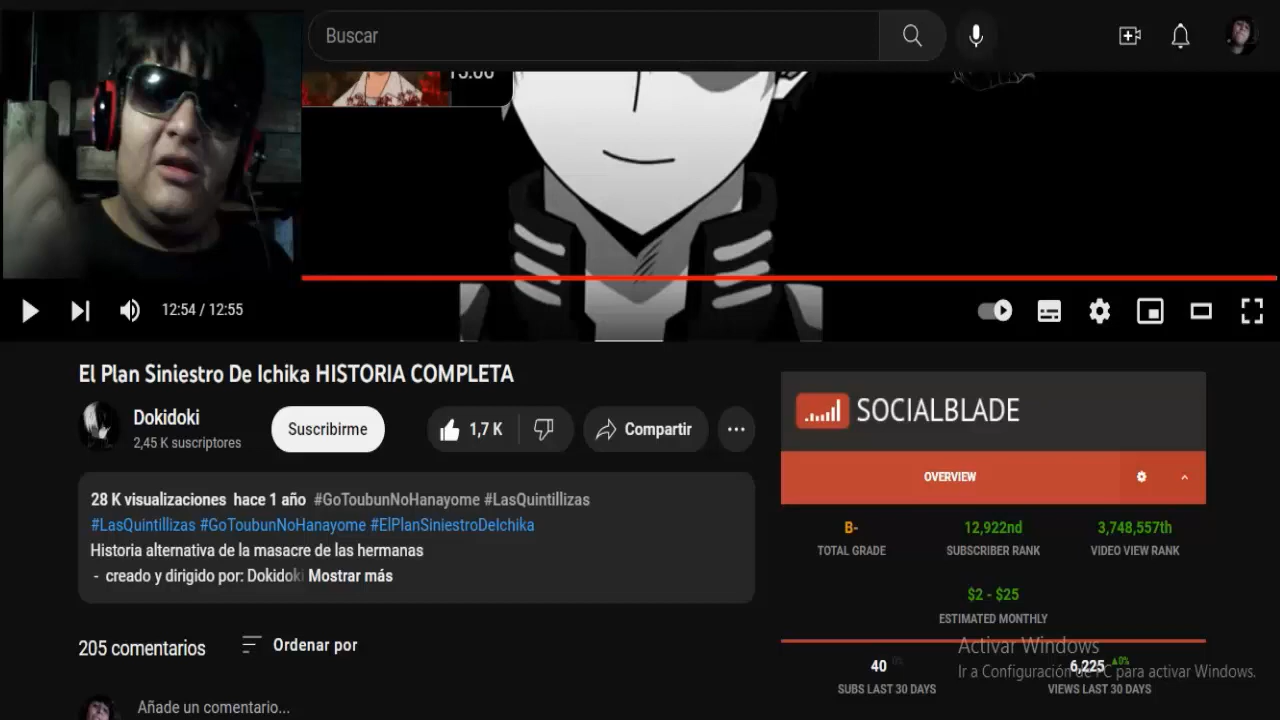 Buscar
15:06
12:54 / 12:55
El Plan Siniestro De Ichika HISTORIA COMPLETA
Dokidoki
2,45 K suscriptores
Suscribirme
1,7 K
Compartir
28 K visualizaciones hace 1 año #GoToubunNoHanayome #LasQuintillizas
#LasQuintillizas #GoToubunNoHanayome #ElPlanSiniestroDeIchika
Historia alternativa de la masacre de las hermanas
- creado y dirigido por: Dokidoki Mostrar más
205 comentarios
Ordenar por
Añade un comentario...
SOCIALBLADE
OVERVIEW
B-
TOTAL GRADE
12,922nd
SUBSCRIBER RANK
3,748,557th
VIDEO VIEW RANK
$2 - $25
ESTIMATED MONTHLY
40 0%
SUBS LAST 30 DAYS
6,225 ▲0%
VIEWS LAST 30 DAYS
Activar Windows
Ir a Configuración de PC para activar Windows.